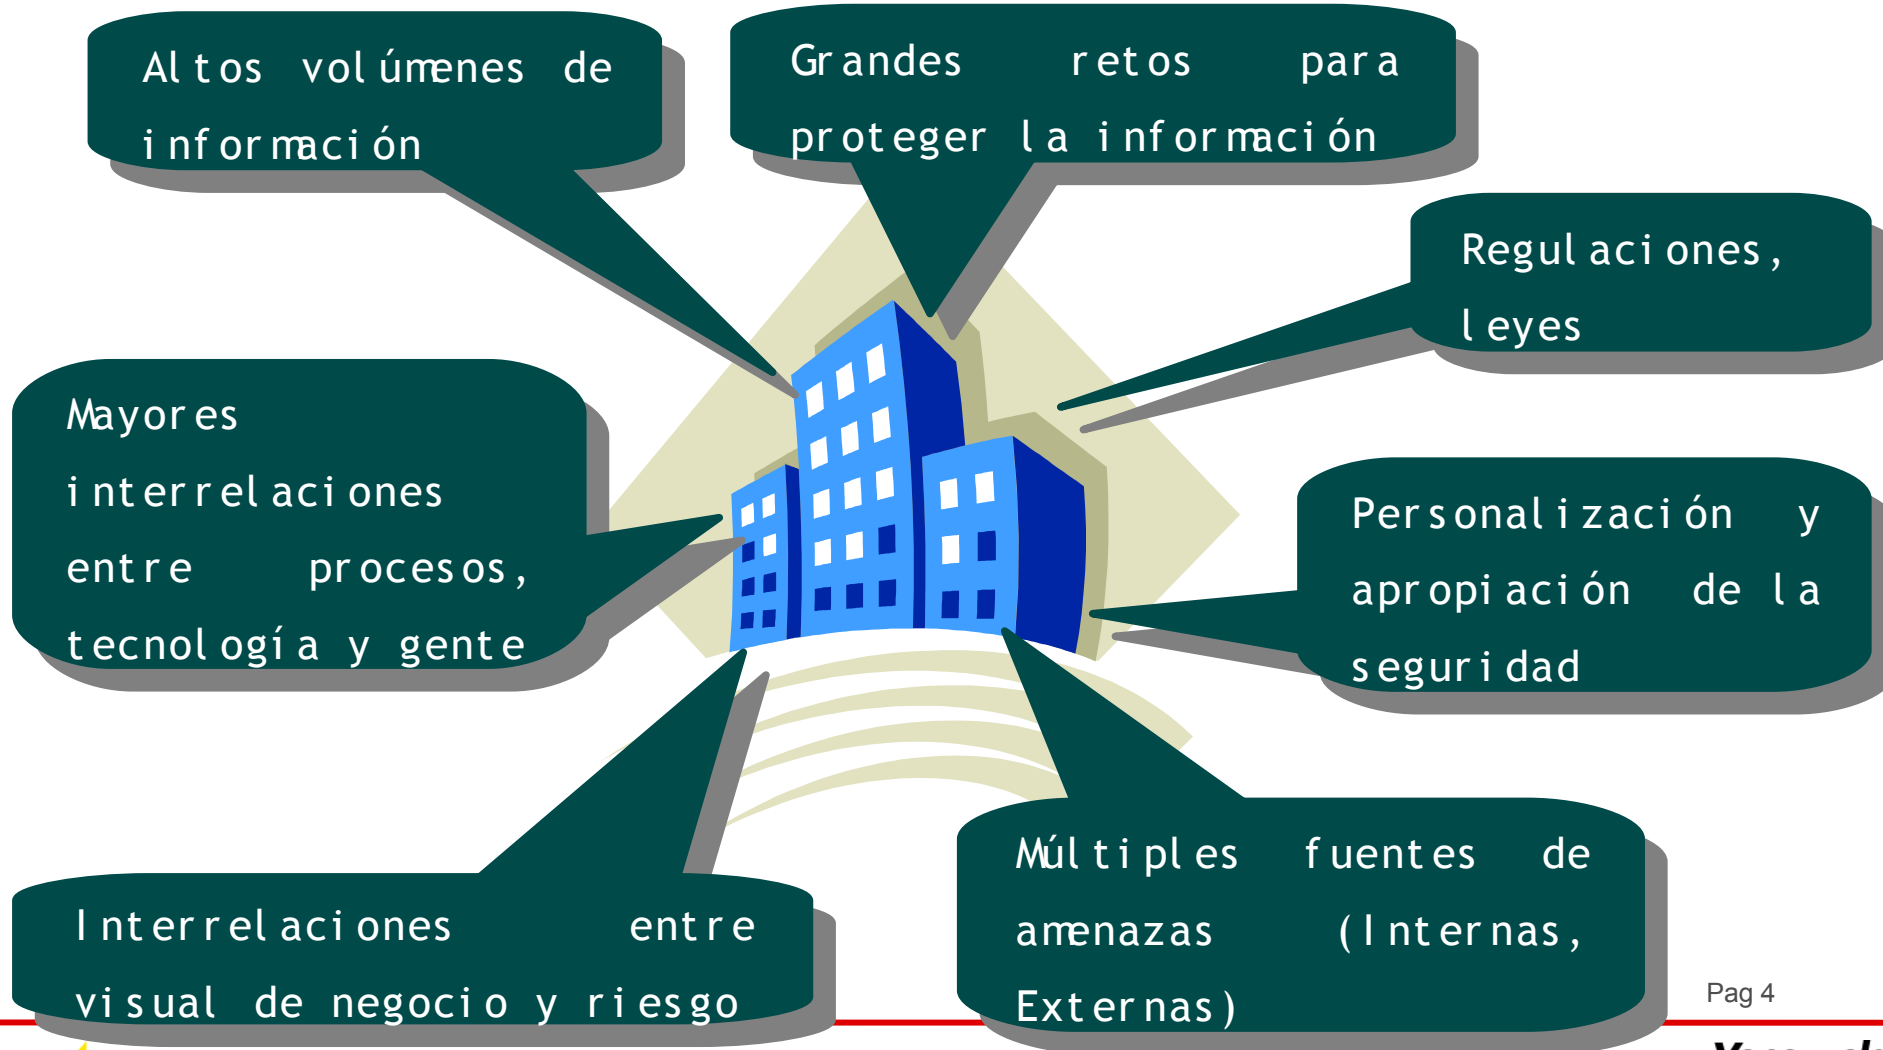 Altos volúmenes de
información
Grandes retos para
proteger la información
Regulaciones,
leyes
Mayores
interrelaciones
entre procesos,
tecnología y gente
Personalización y
apropiación de la
seguridad
Interrelaciones entre
visual de negocio y riesgo
Múltiples fuentes de
amenazas (Internas,
Externas)
Pag 4